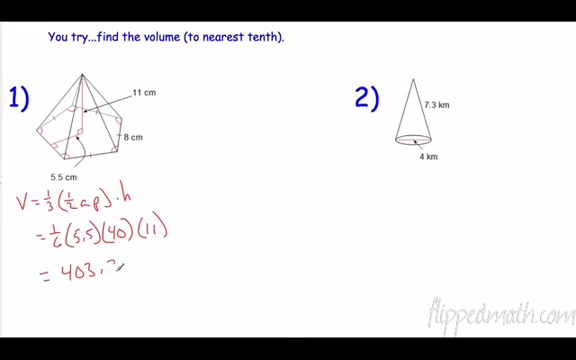 You try...find the volume (to nearest tenth).
1)
11 cm
8 cm
5.5 cm
V = 1/3 (1/2 ap) · h
= 1/6 (5.5)(40)(11)
= 403.
2)
7.3 km
4 km
flippedmath.com